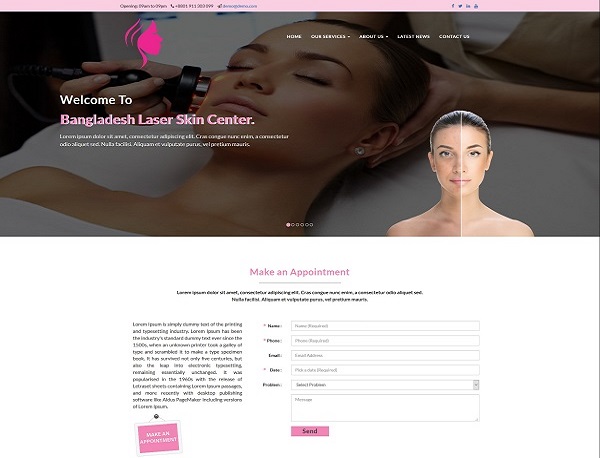 Opening: 09am to 09pm +8801 911 303 099 demo@demo.com
HOME OUR SERVICES ABOUT US LATEST NEWS CONTACT US
Welcome To
Bangladesh Laser Skin Center.
Lorem ipsum dolor sit amet, consectetur adipiscing elit. Cras congue nunc enim, a consectetur
odio aliquet sed. Nulla facilisi. Aliquam et vulputate purus, vel pretium mauris.
Make an Appointment
Lorem ipsum dolor sit amet, consectetur adipiscing elit. Cras congue nunc enim, a consectetur odio aliquet sed.
Nulla facilisi. Aliquam et vulputate purus, vel pretium mauris.
Lorem Ipsum is simply dummy text of the printing
and typesetting industry. Lorem Ipsum has been
the industry's standard dummy text ever since the
1500s, when an unknown printer took a galley of
type and scrambled it to make a type specimen
book. It has survived not only five centuries, but
also the leap into electronic typesetting,
remaining essentially unchanged. It was
popularised in the 1960s with the release of
Letraset sheets containing Lorem Ipsum passages,
and more recently with desktop publishing
software like Aldus PageMaker including versions
of Lorem Ipsum.
MAKE AN
APPOINTMENT
* Name : Name (Required)
* Phone : Phone (Required)
Email : Email Address
* Date : Pick a date (Required)
Problem : Select Problem
Message
Send